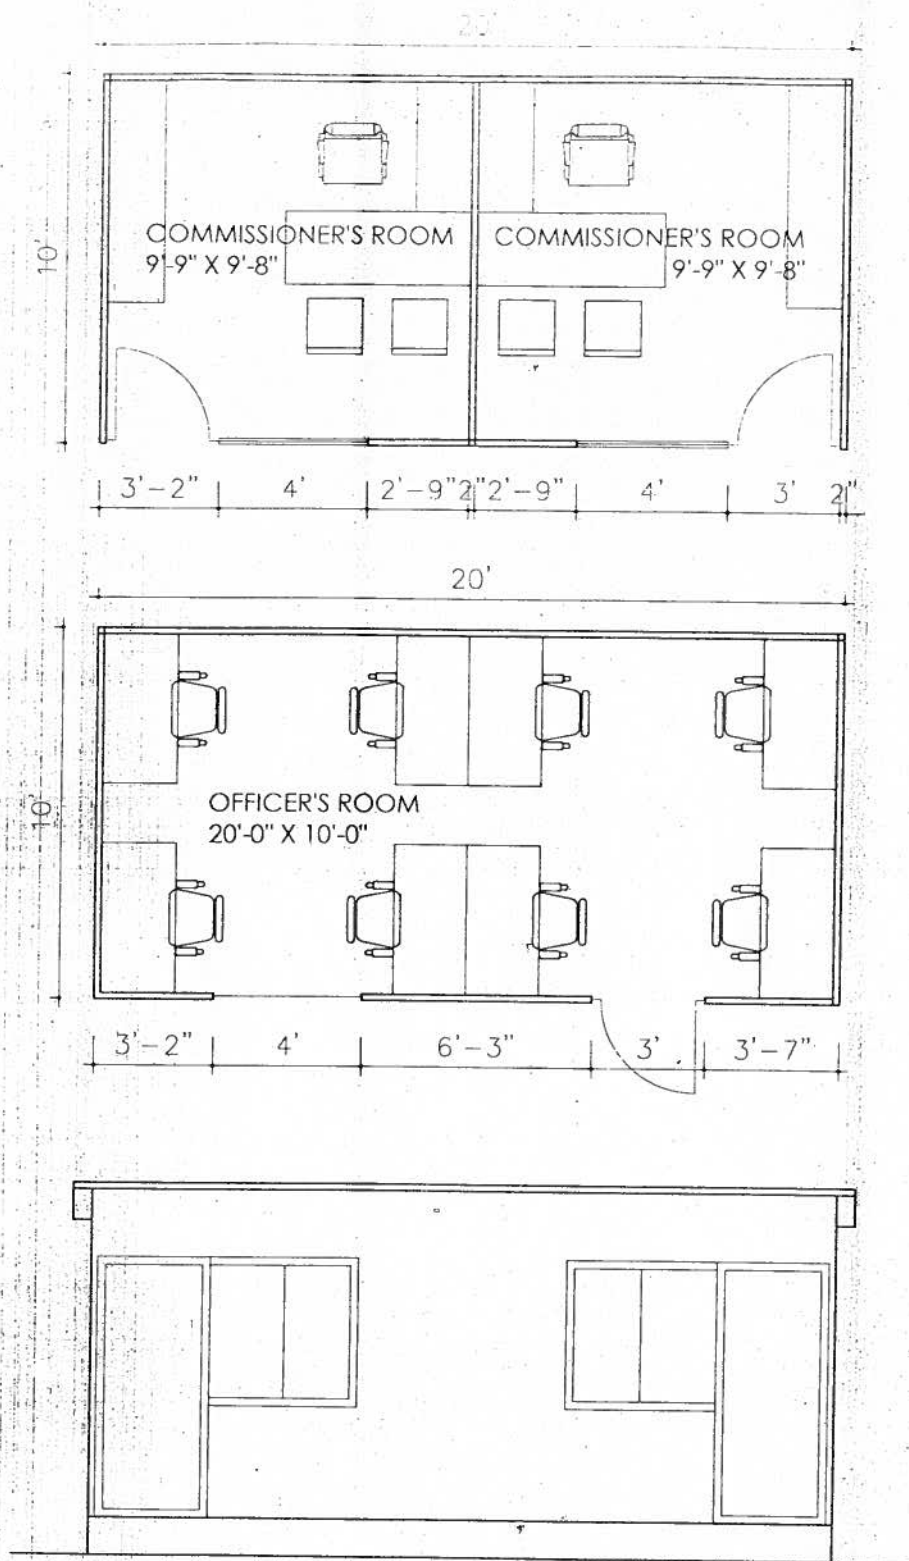 20'
10'
COMMISSIONER'S ROOM
9'-9" X 9'-8"
COMMISSIONER'S ROOM
9'-9" X 9'-8"
3'-2" 4' 2'-9" 2" 2'-9" 4' 3' 2"
20'
10'
OFFICER'S ROOM
20'-0" X 10'-0"
3'-2" 4' 6'-3" 3' 3'-7"